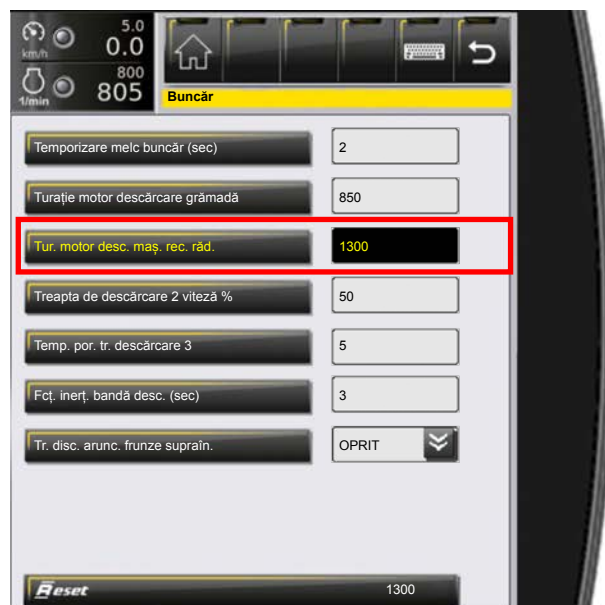 5.0
km/h 0.0
800
1/min 805
Buncăr
Temporizare melc buncăr (sec) 2
Turație motor descărcare grămadă 850
Tur. motor desc. maș. rec. răd. 1300
Treapta de descărcare 2 viteză % 50
Temp. por. tr. descărcare 3 5
Fcț. inerț. bandă desc. (sec) 3
Tr. disc. arunc. frunze supraîn. OPRIT
Reset 1300